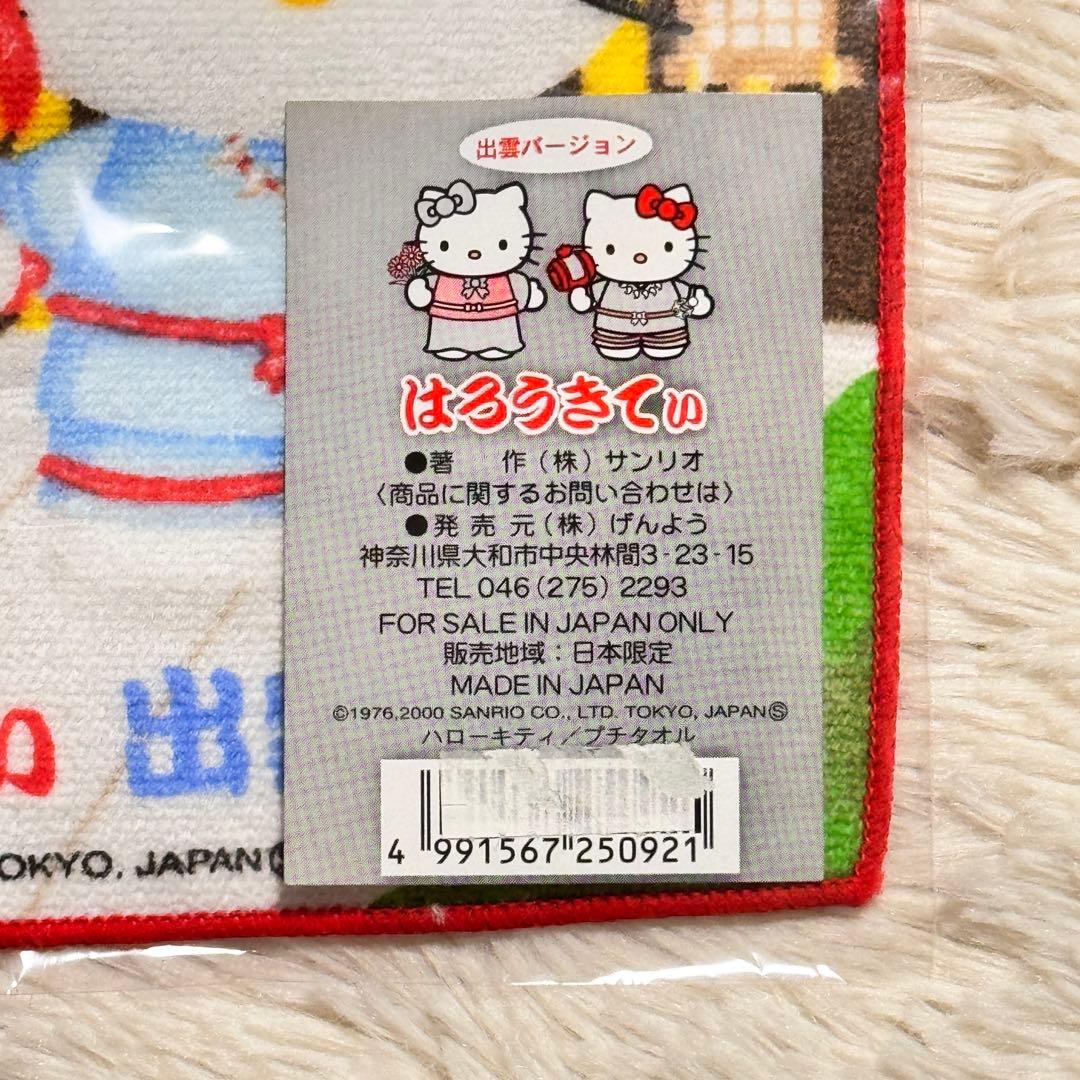 出雲バージョン
はろうきてぃ
●著　作（株）サンリオ
〈商品に関するお問い合わせは〉
●発売元（株）げんよう
神奈川県大和市中央林間3-23-15
TEL 046(275)2293
FOR SALE IN JAPAN ONLY
販売地域：日本限定
MADE IN JAPAN
©1976,2000 SANRIO CO., LTD. TOKYO, JAPANⓈ
ハローキティ／プチタオル
4 991567 250921
出
TOKYO, JAPAN